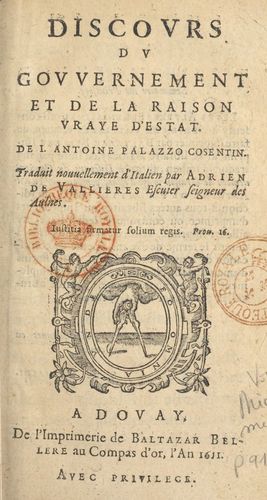 DISCOVRS
DV
GOVVERNEMENT
ET DE LA RAISON
VRAYE D'ESTAT.
DE I. ANTOINE PALAZZO COSENTIN.
Traduit nouuellement d'Italien par ADRIEN
DE VALLIERES Escuier seigneur des
Aulnes.
Iustitia firmatur solium regis. Prou. 16.
A DOVAY,
De l'Imprimerie de BALTAZAR BEL-
LERE au Compas d'or, l'An 1611.
AVEC PRIVILEGE.